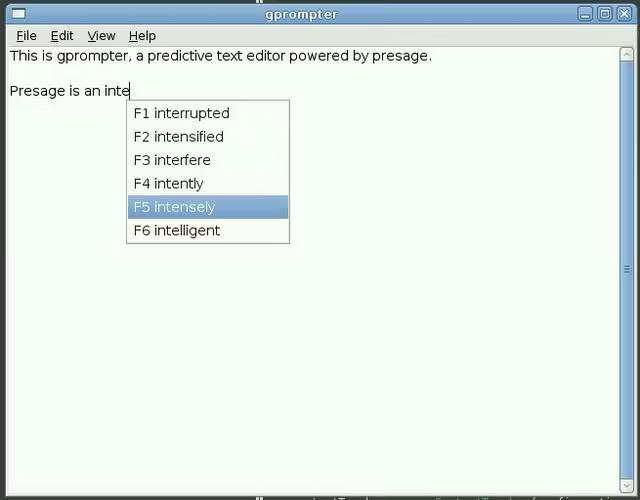 gprompter
File Edit View Help
This is gprompter, a predictive text editor powered by presage.
Presage is an inte
F1 interrupted
F2 intensified
F3 interfere
F4 intently
F5 intensely
F6 intelligent